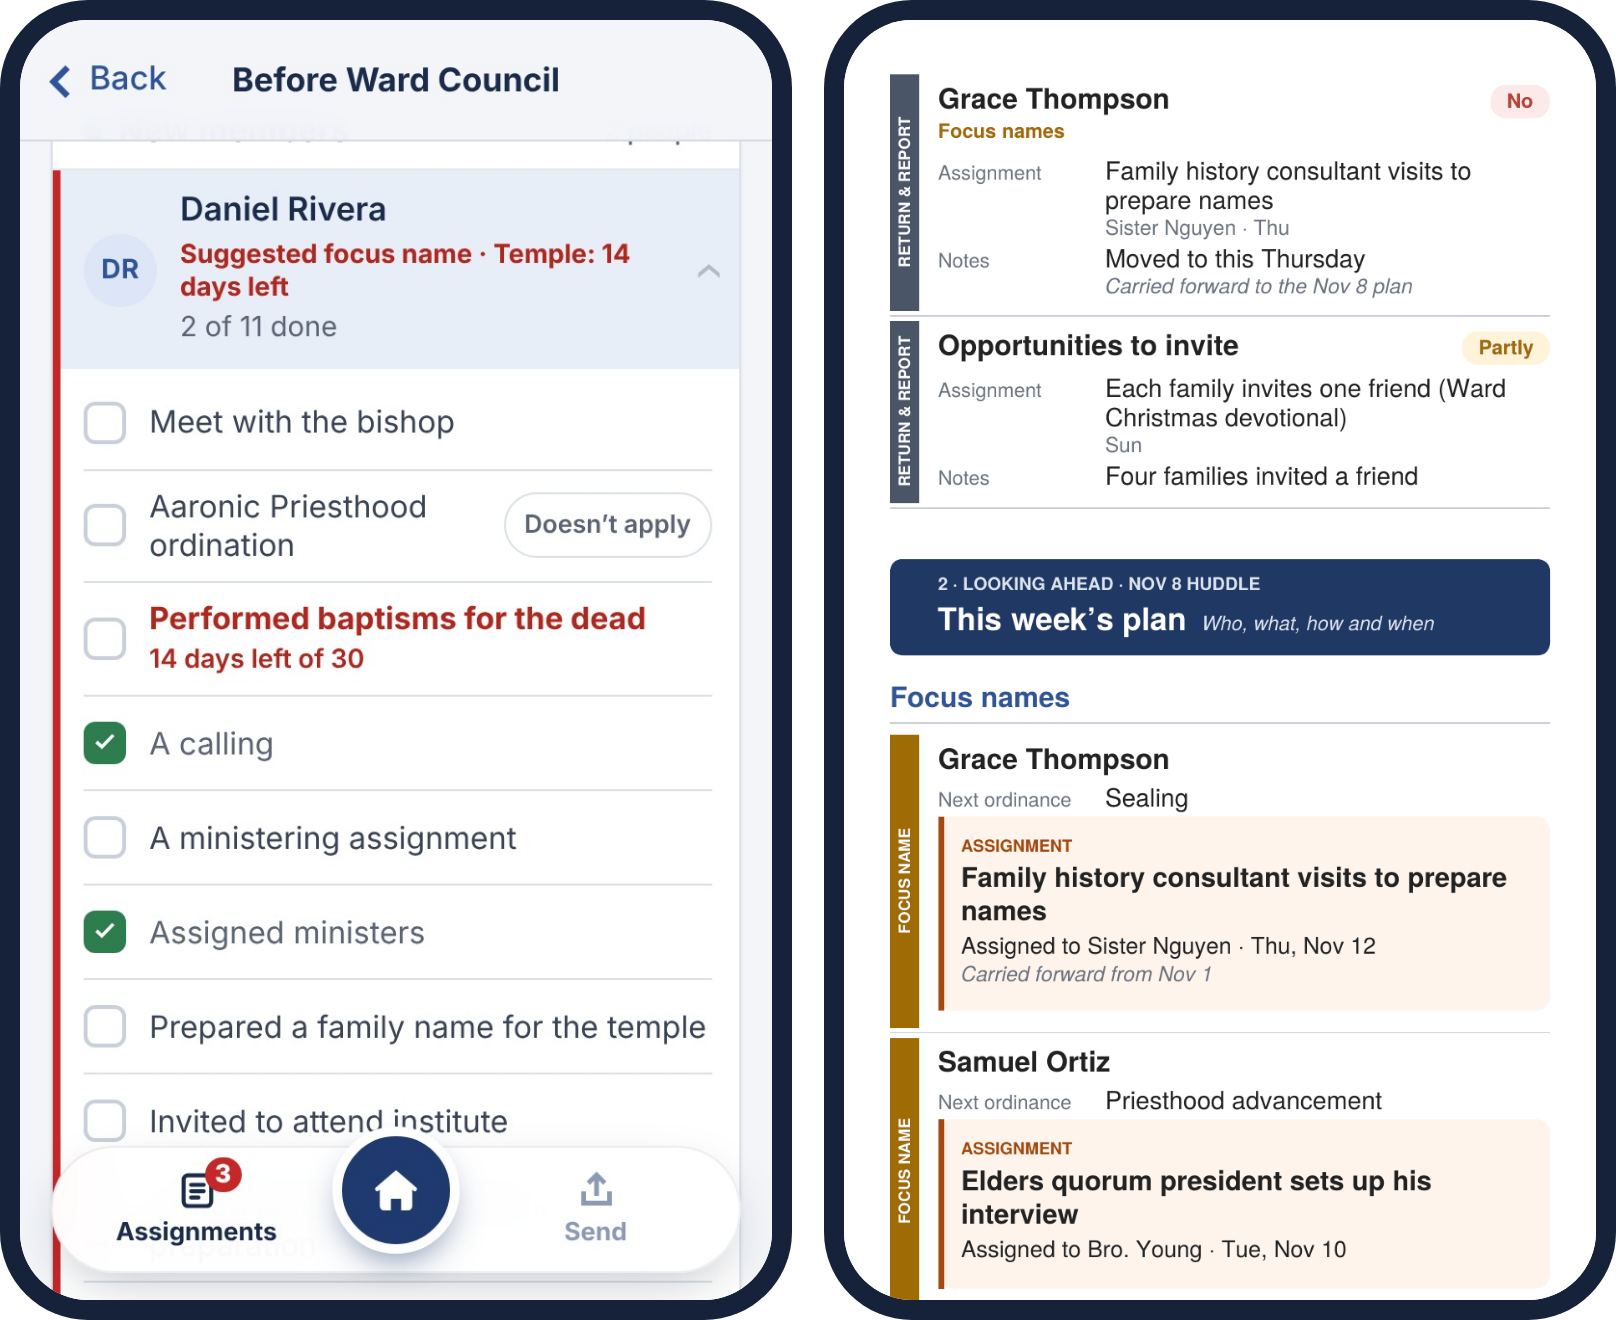 Back
Before Ward Council
New members
2 people
Daniel Rivera
DR
Suggested focus name · Temple: 14
days left
2 of 11 done
Meet with the bishop
Aaronic Priesthood
ordination
Doesn’t apply
Performed baptisms for the dead
14 days left of 30
A calling
A ministering assignment
Assigned ministers
Prepared a family name for the temple
Invited to attend institute
preparation
3
Assignments
Send
RETURN & REPORT
Grace Thompson
No
Focus names
Assignment
Family history consultant visits to
prepare names
Sister Nguyen · Thu
Notes
Moved to this Thursday
Carried forward to the Nov 8 plan
RETURN & REPORT
Opportunities to invite
Partly
Assignment
Each family invites one friend (Ward
Christmas devotional)
Sun
Notes
Four families invited a friend
2 · LOOKING AHEAD · NOV 8 HUDDLE
This week’s plan Who, what, how and when
Focus names
FOCUS NAME
Grace Thompson
Next ordinance
Sealing
ASSIGNMENT
Family history consultant visits to prepare
names
Assigned to Sister Nguyen · Thu, Nov 12
Carried forward from Nov 1
FOCUS NAME
Samuel Ortiz
Next ordinance
Priesthood advancement
ASSIGNMENT
Elders quorum president sets up his
interview
Assigned to Bro. Young · Tue, Nov 10